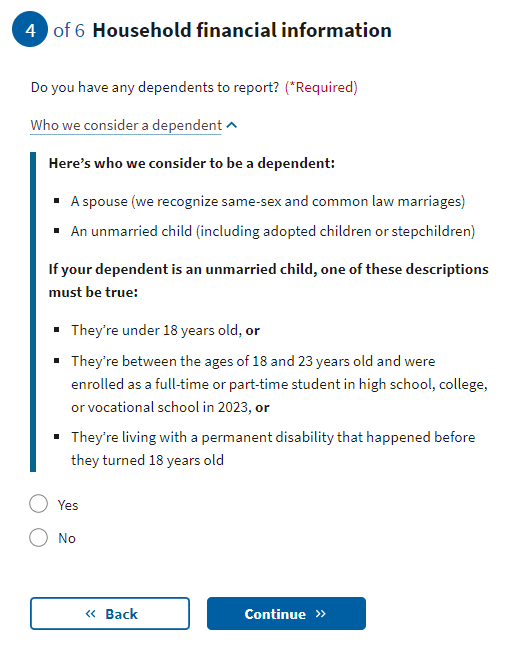 4 of 6 Household financial information
Do you have any dependents to report? (*Required)
Who we consider a dependent
Here’s who we consider to be a dependent:
▪ A spouse (we recognize same-sex and common law marriages)
▪ An unmarried child (including adopted children or stepchildren)
If your dependent is an unmarried child, one of these descriptions
must be true:
▪ They’re under 18 years old, or
▪ They’re between the ages of 18 and 23 years old and were
enrolled as a full-time or part-time student in high school, college,
or vocational school in 2023, or
▪ They’re living with a permanent disability that happened before
they turned 18 years old
Yes
No
« Back
Continue »